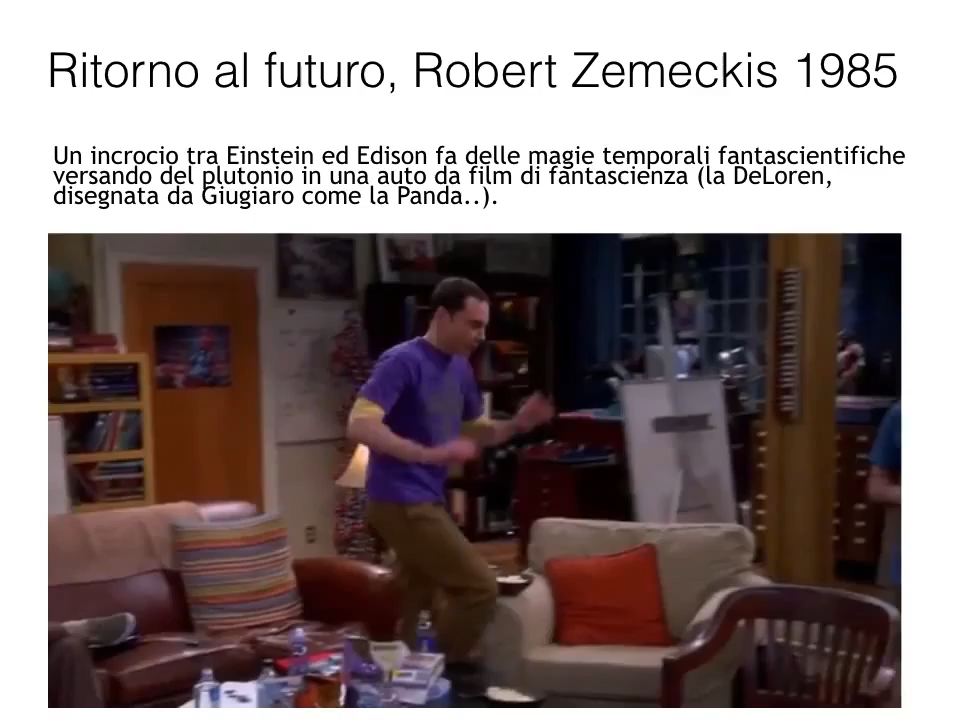 Ritorno al futuro, Robert Zemeckis 1985
Un incrocio tra Einstein ed Edison fa delle magie temporali fantascientifiche
versando del plutonio in una auto da film di fantascienza (la DeLoren,
disegnata da Giugiaro come la Panda..).